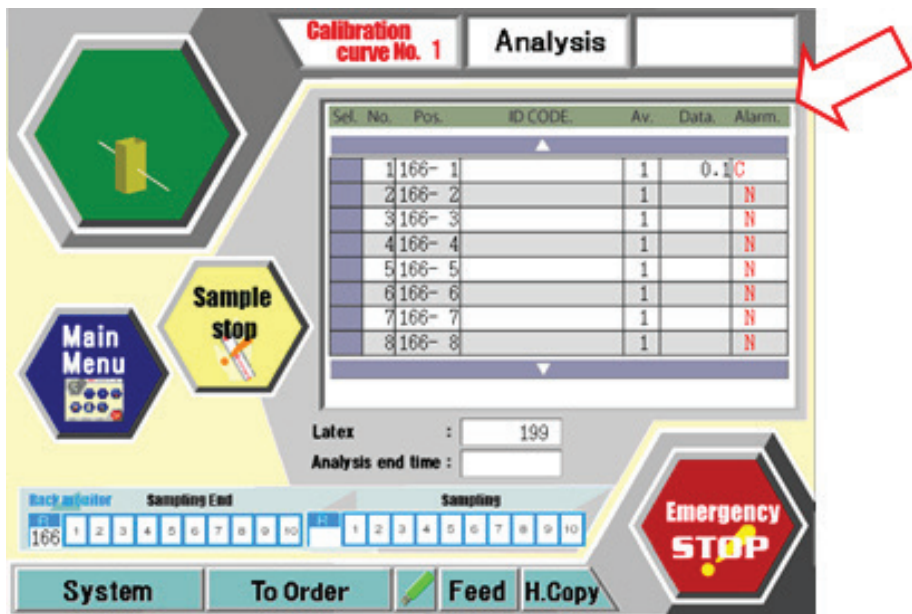 Calibration
curve No. 1
Analysis
Sel. No. Pos. ID CODE. Av. Data. Alarm.
1 166- 1 1 0.1 C
2 166- 2 1 N
3 166- 3 1 N
4 166- 4 1 N
5 166- 5 1 N
6 166- 6 1 N
7 166- 7 1 N
8 166- 8 1 N
Sample
stop
Main
Menu
Latex : 199
Analysis end time :
Rack monitor Sampling End Sampling
R 1 2 3 4 5 6 7 8 9 10 R 1 2 3 4 5 6 7 8 9 10
166
Emergency
STOP
System To Order Feed H.Copy